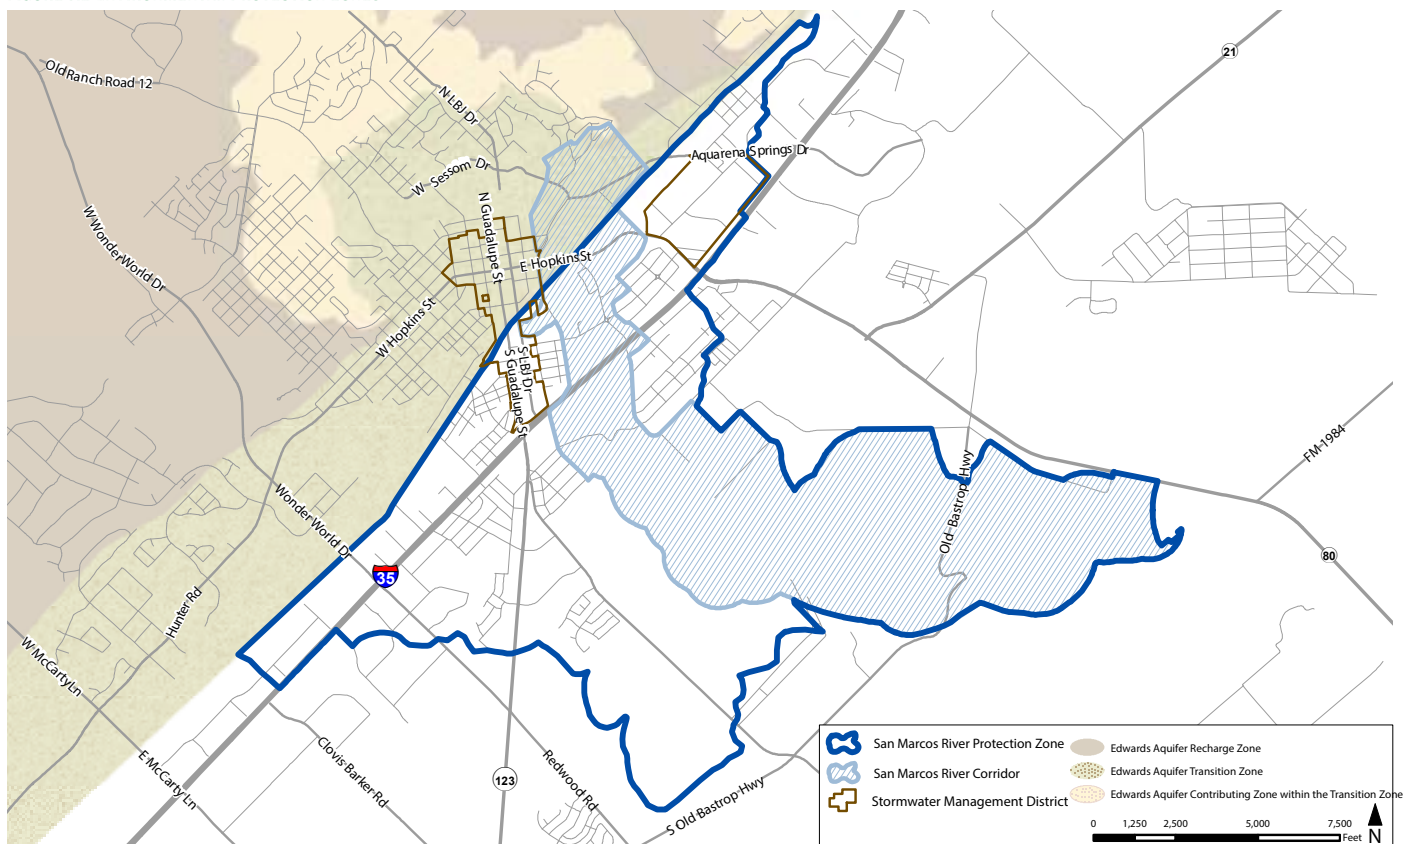 21
Old Ranch Road 12
N LBJ Dr
Aquarena Springs Dr
W Sessom Dr
N Guadalupe St
W Wonder World Dr
E Hopkins St
W Hopkins St
S LBJ Dr
S Guadalupe St
FM-1984
Old Bastrop Hwy
Wonder World Dr
35
80
Hunter Rd
W McCarty Ln
E McCarty Ln
Clovis Barker Rd
123
Redwood Rd
S Old Bastrop Hwy
San Marcos River Protection Zone
San Marcos River Corridor
Stormwater Management District
Edwards Aquifer Recharge Zone
Edwards Aquifer Transition Zone
Edwards Aquifer Contributing Zone within the Transition Zone
0 1,250 2,500 5,000 7,500
Feet
N